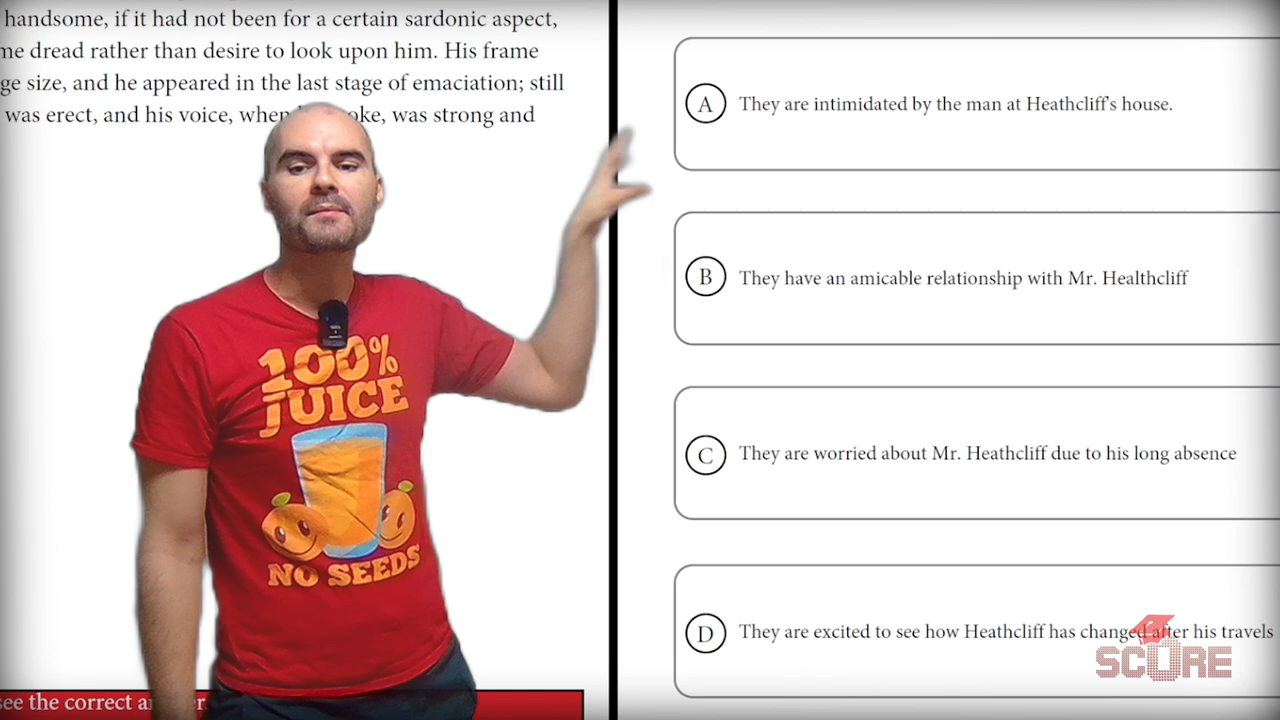 handsome, if it had not been for a certain sardonic aspect,
me dread rather than desire to look upon him. His frame
ge size, and he appeared in the last stage of emaciation; still
was erect, and his voice, when oke, was strong and
A They are intimidated by the man at Heathcliff's house.
B They have an amicable relationship with Mr. Healthcliff
C They are worried about Mr. Heathcliff due to his long absence
D They are excited to see how Heathcliff has changed after his travels
100%
JUICE
NO SEEDS
see the correct answer
SCORE